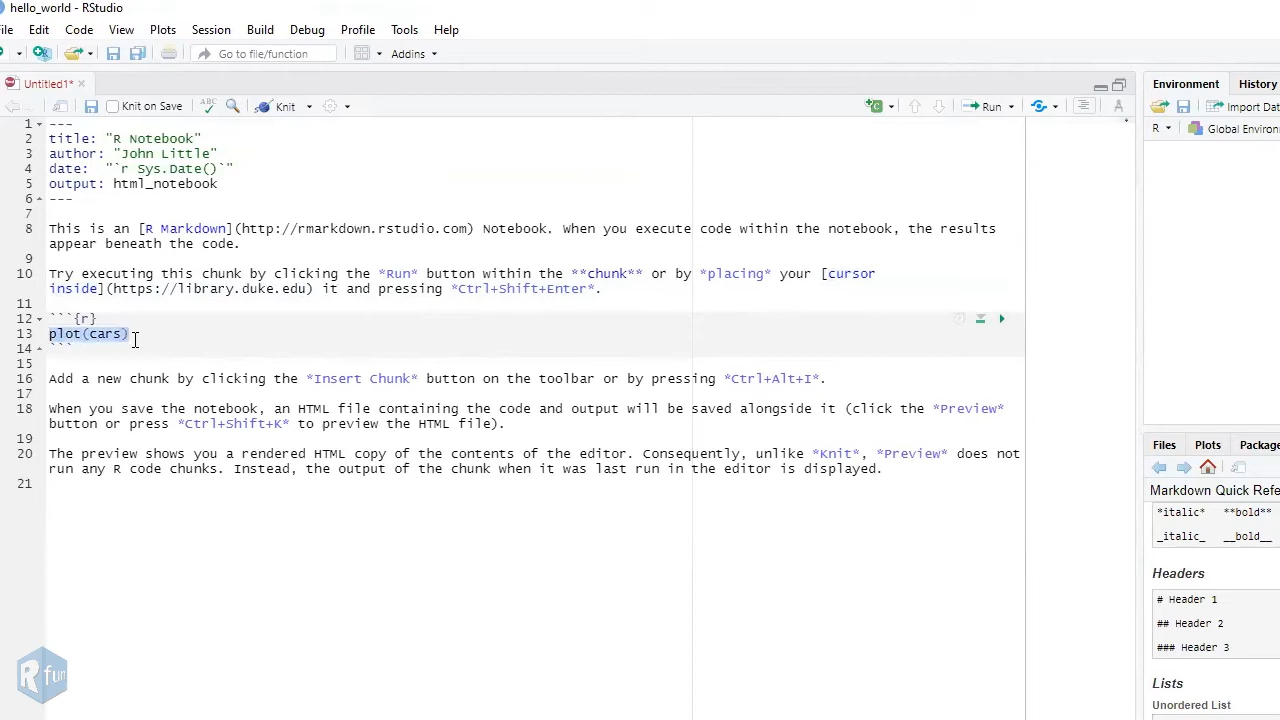 hello_world - RStudio
File Edit Code View Plots Session Build Debug Profile Tools Help
Go to file/function Addins
Untitled1*
Knit on Save ABC Knit Run
1 ---
2 title: "R Notebook"
3 author: "John Little"
4 date:  "`r Sys.Date()`"
5 output: html_notebook
6 ---
7
8 This is an [R Markdown](http://rmarkdown.rstudio.com) Notebook. When you execute code within the notebook, the results
appear beneath the code.
9
10 Try executing this chunk by clicking the *Run* button within the **chunk** or by *placing* your [cursor
inside](https://library.duke.edu) it and pressing *Ctrl+Shift+Enter*.
11
12 ```{r}
13 plot(cars)
14 ```
15
16 Add a new chunk by clicking the *Insert Chunk* button on the toolbar or by pressing *Ctrl+Alt+I*.
17
18 When you save the notebook, an HTML file containing the code and output will be saved alongside it (click the *Preview*
button or press *Ctrl+Shift+K* to preview the HTML file).
19
20 The preview shows you a rendered HTML copy of the contents of the editor. Consequently, unlike *Knit*, *Preview* does not
run any R code chunks. Instead, the output of the chunk when it was last run in the editor is displayed.
21
Environment History
Import Dat
R Global Enviro
Files Plots Package
Markdown Quick Refe
*italic* **bold**
_italic_ __bold__
Headers
# Header 1
## Header 2
### Header 3
Lists
Unordered List
R fun